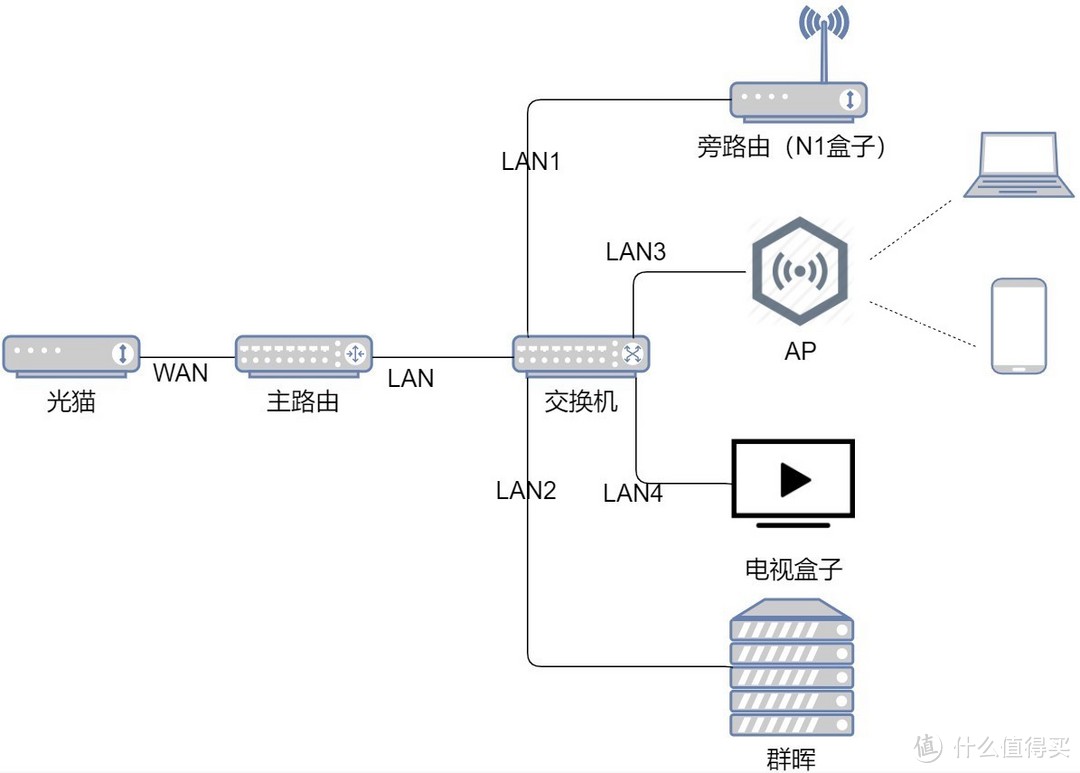 旁路由（N1盒子）
LAN1
LAN3
AP
WAN
LAN
光猫
主路由
交换机
LAN2
LAN4
电视盒子
群晖
值 什么值得买